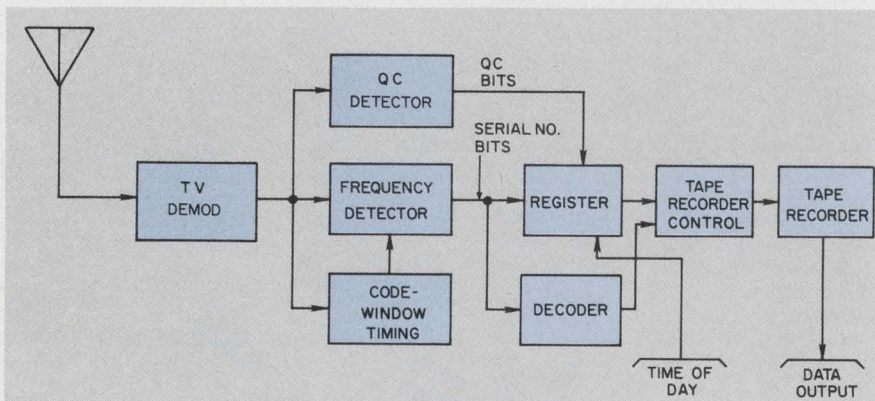 QC
DETECTOR
QC
BITS
SERIAL NO.
BITS
TV
DEMOD
FREQUENCY
DETECTOR
REGISTER
TAPE
RECORDER
CONTROL
TAPE
RECORDER
CODE-
WINDOW
TIMING
DECODER
TIME OF
DAY
DATA
OUTPUT